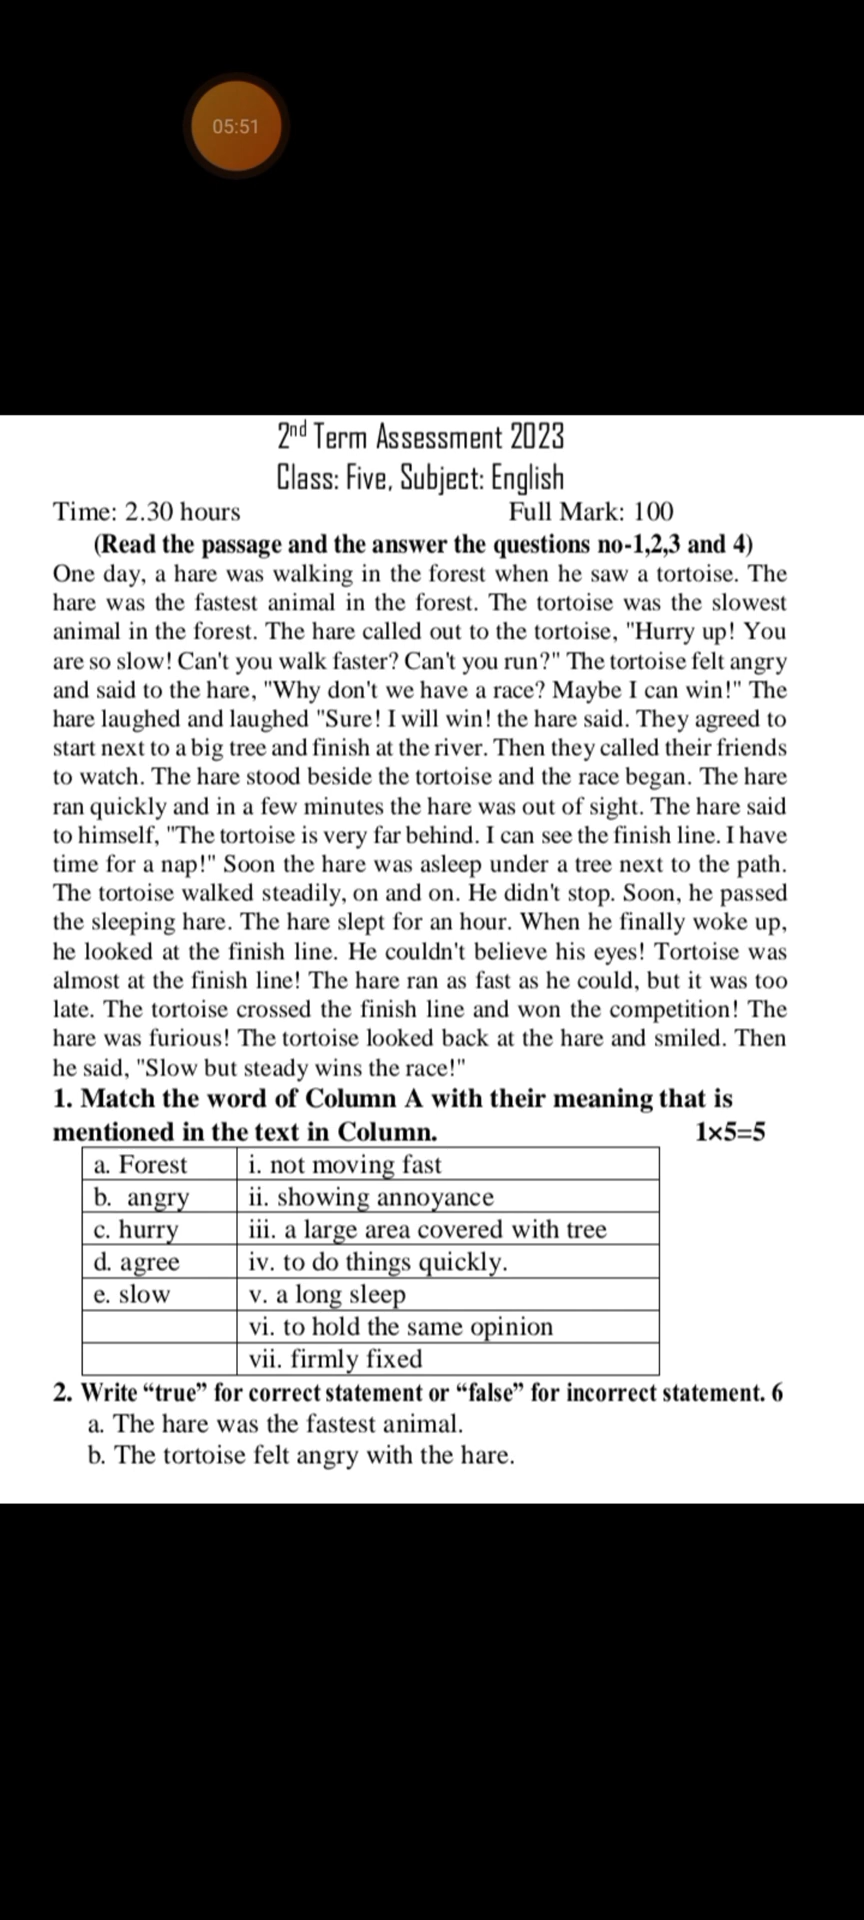 05:51
2nd Term Assessment 2023
Class: Five, Subject: English
Time: 2.30 hours Full Mark: 100
(Read the passage and the answer the questions no-1,2,3 and 4)
One day, a hare was walking in the forest when he saw a tortoise. The
hare was the fastest animal in the forest. The tortoise was the slowest
animal in the forest. The hare called out to the tortoise, "Hurry up! You
are so slow! Can't you walk faster? Can't you run?" The tortoise felt angry
and said to the hare, "Why don't we have a race? Maybe I can win!" The
hare laughed and laughed "Sure! I will win! the hare said. They agreed to
start next to a big tree and finish at the river. Then they called their friends
to watch. The hare stood beside the tortoise and the race began. The hare
ran quickly and in a few minutes the hare was out of sight. The hare said
to himself, "The tortoise is very far behind. I can see the finish line. I have
time for a nap!" Soon the hare was asleep under a tree next to the path.
The tortoise walked steadily, on and on. He didn't stop. Soon, he passed
the sleeping hare. The hare slept for an hour. When he finally woke up,
he looked at the finish line. He couldn't believe his eyes! Tortoise was
almost at the finish line! The hare ran as fast as he could, but it was too
late. The tortoise crossed the finish line and won the competition! The
hare was furious! The tortoise looked back at the hare and smiled. Then
he said, "Slow but steady wins the race!"
1. Match the word of Column A with their meaning that is
mentioned in the text in Column. 1×5=5
a. Forest i. not moving fast
b. angry ii. showing annoyance
c. hurry iii. a large area covered with tree
d. agree iv. to do things quickly.
e. slow v. a long sleep
vi. to hold the same opinion
vii. firmly fixed
2. Write “true” for correct statement or “false” for incorrect statement. 6
a. The hare was the fastest animal.
b. The tortoise felt angry with the hare.